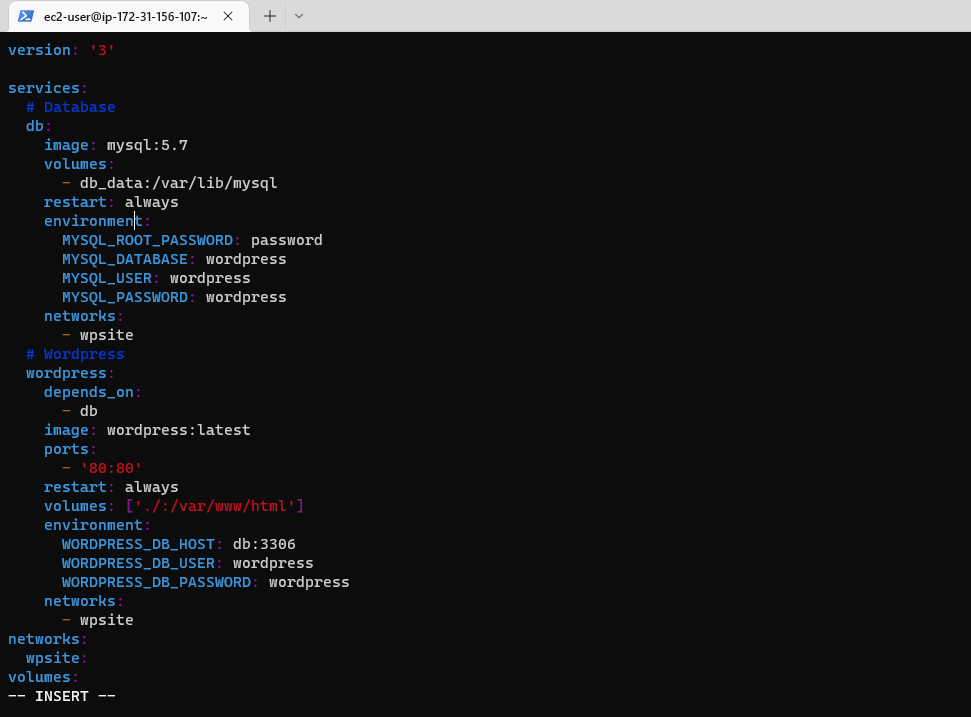 ec2-user@ip-172-31-156-107:~
version: '3'
services:
  # Database
  db:
    image: mysql:5.7
    volumes:
      - db_data:/var/lib/mysql
    restart: always
    environment:
      MYSQL_ROOT_PASSWORD: password
      MYSQL_DATABASE: wordpress
      MYSQL_USER: wordpress
      MYSQL_PASSWORD: wordpress
    networks:
      - wpsite
  # Wordpress
  wordpress:
    depends_on:
      - db
    image: wordpress:latest
    ports:
      - '80:80'
    restart: always
    volumes: ['./:/var/www/html']
    environment:
      WORDPRESS_DB_HOST: db:3306
      WORDPRESS_DB_USER: wordpress
      WORDPRESS_DB_PASSWORD: wordpress
    networks:
      - wpsite
networks:
  wpsite:
volumes:
-- INSERT --